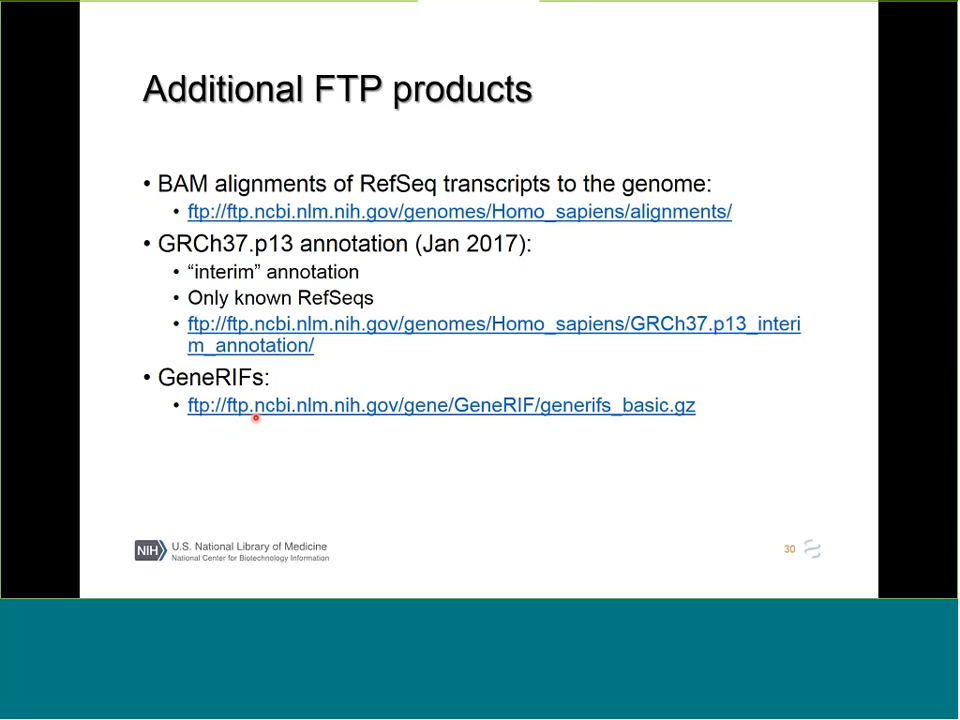 Additional FTP products
• BAM alignments of RefSeq transcripts to the genome:
• ftp://ftp.ncbi.nlm.nih.gov/genomes/Homo_sapiens/alignments/
• GRCh37.p13 annotation (Jan 2017):
• “interim” annotation
• Only known RefSeqs
• ftp://ftp.ncbi.nlm.nih.gov/genomes/Homo_sapiens/GRCh37.p13_interi
m_annotation/
• GeneRIFs:
• ftp://ftp.ncbi.nlm.nih.gov/gene/GeneRIF/generifs_basic.gz
NIH
U.S. National Library of Medicine
National Center for Biotechnology Information
30